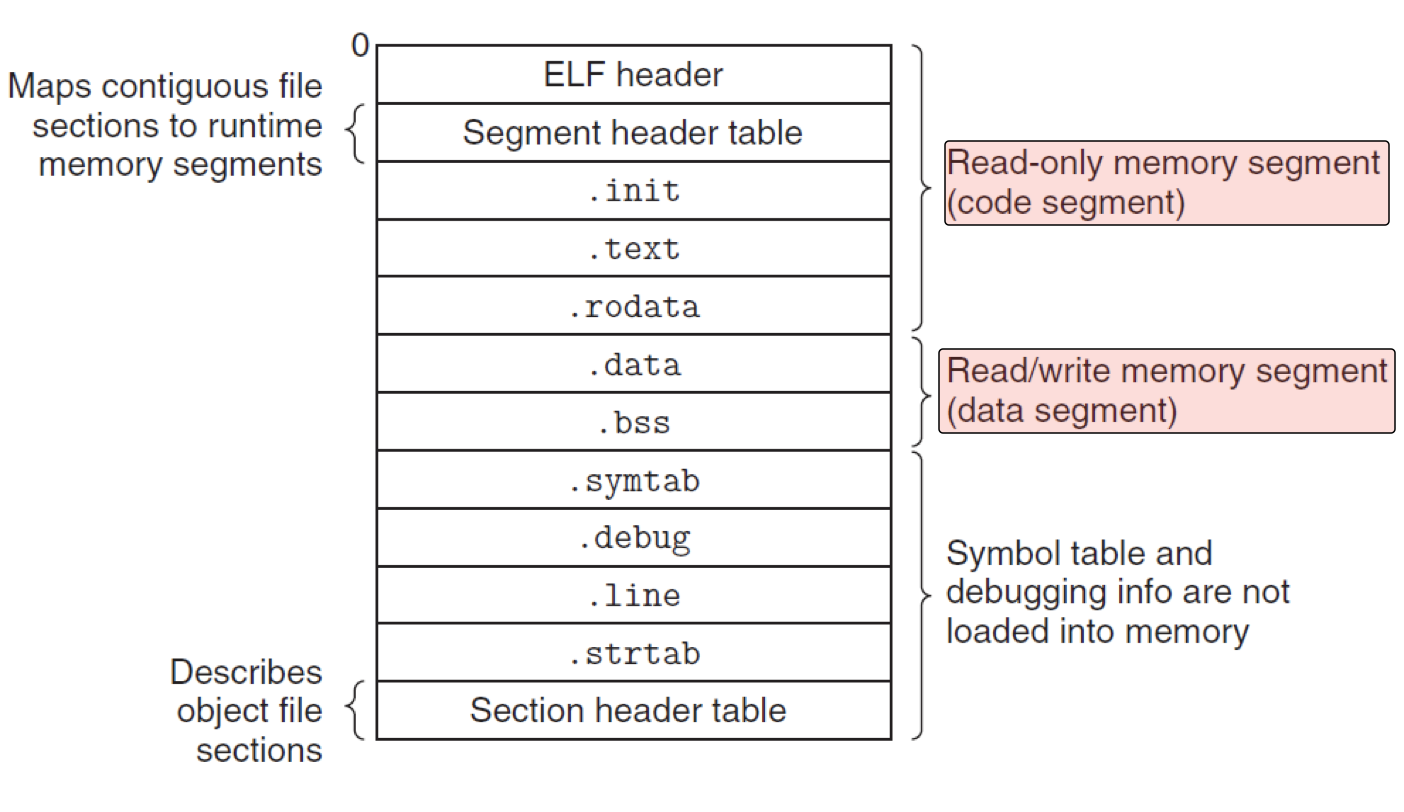 0
Maps contiguous file
sections to runtime
memory segments
ELF header
Segment header table
.init
.text
.rodata
.data
.bss
.symtab
.debug
.line
.strtab
Section header table
Describes
object file
sections
Read-only memory segment
(code segment)
Read/write memory segment
(data segment)
Symbol table and
debugging info are not
loaded into memory